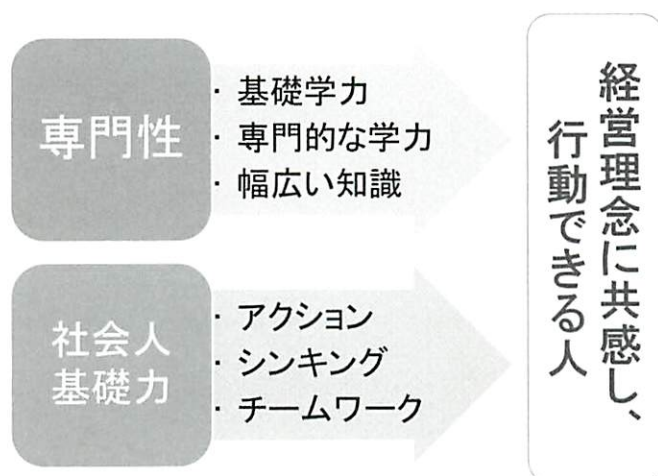 専門性
・基礎学力
・専門的な学力
・幅広い知識
社会人
基礎力
・アクション
・シンキング
・チームワーク
経営理念に共感し、
行動できる人